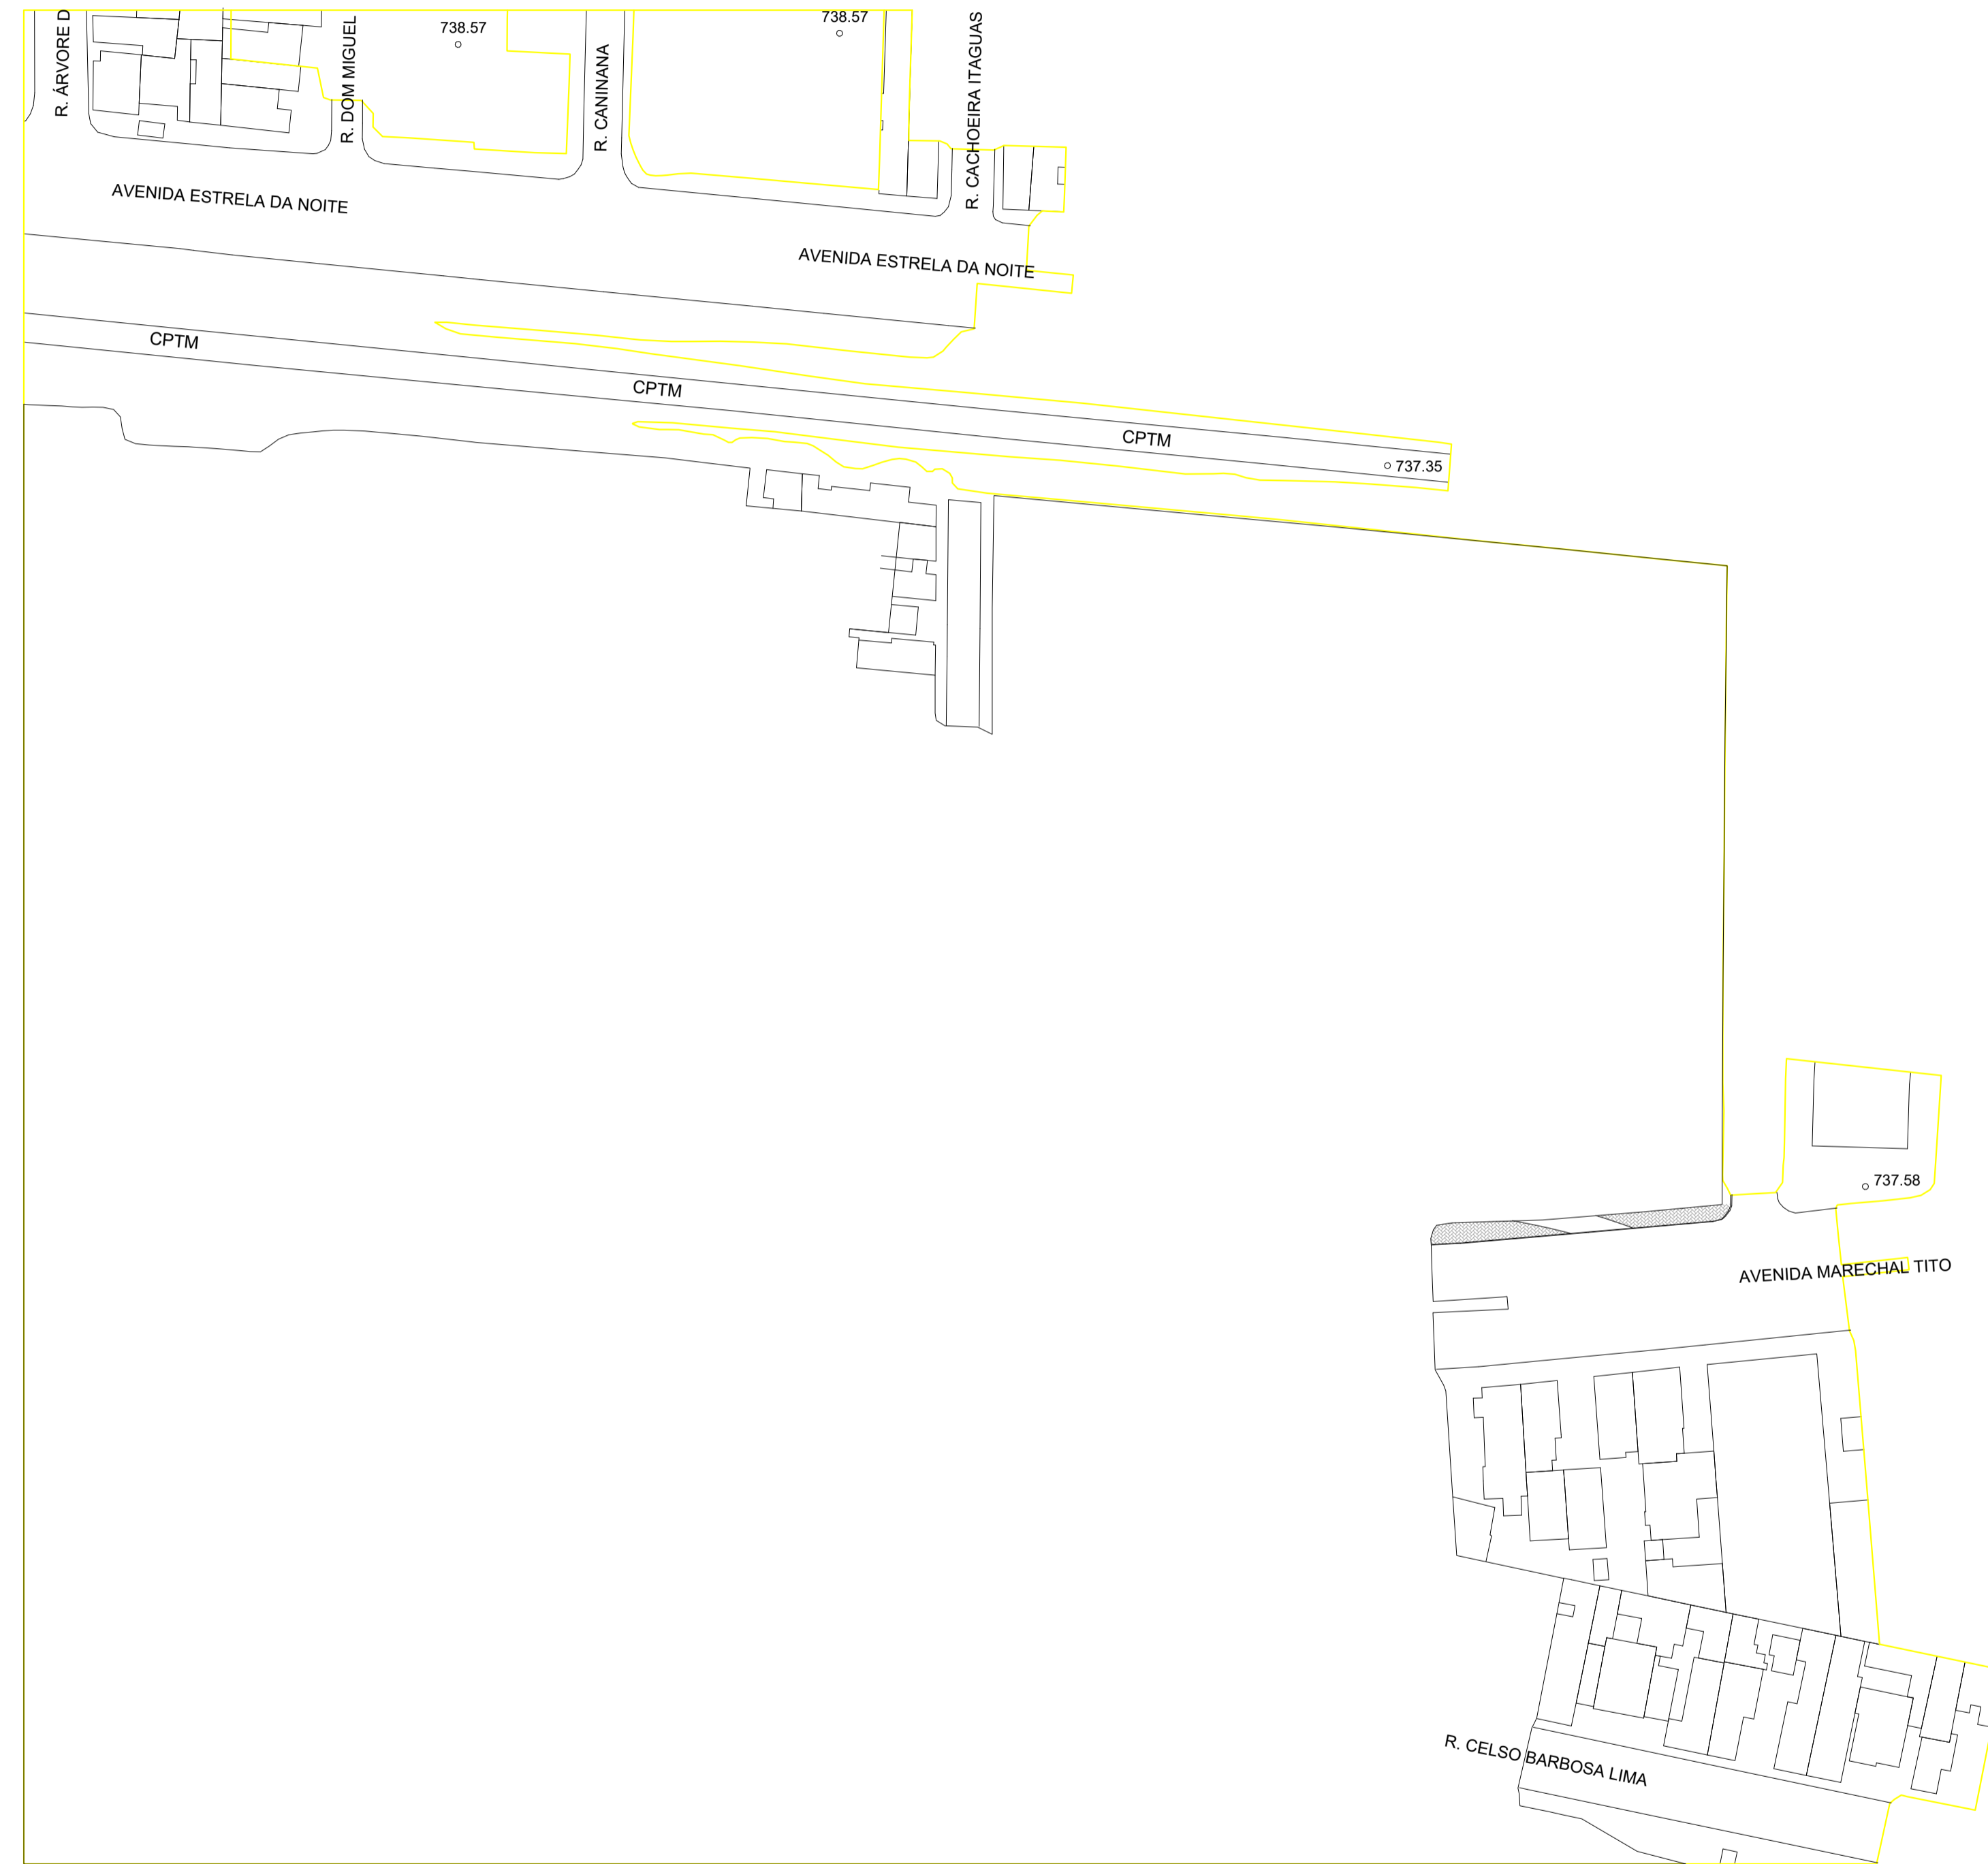 R. ÁRVORE D
R. DOM MIGUEL
738.57
R. CANINANA
738.57
R. CACHOEIRA ITAGUAS
AVENIDA ESTRELA DA NOITE
AVENIDA ESTRELA DA NOITE
CPTM
CPTM
CPTM
737.35
737.58
AVENIDA MARECHAL TITO
R. CELSO BARBOSA LIMA